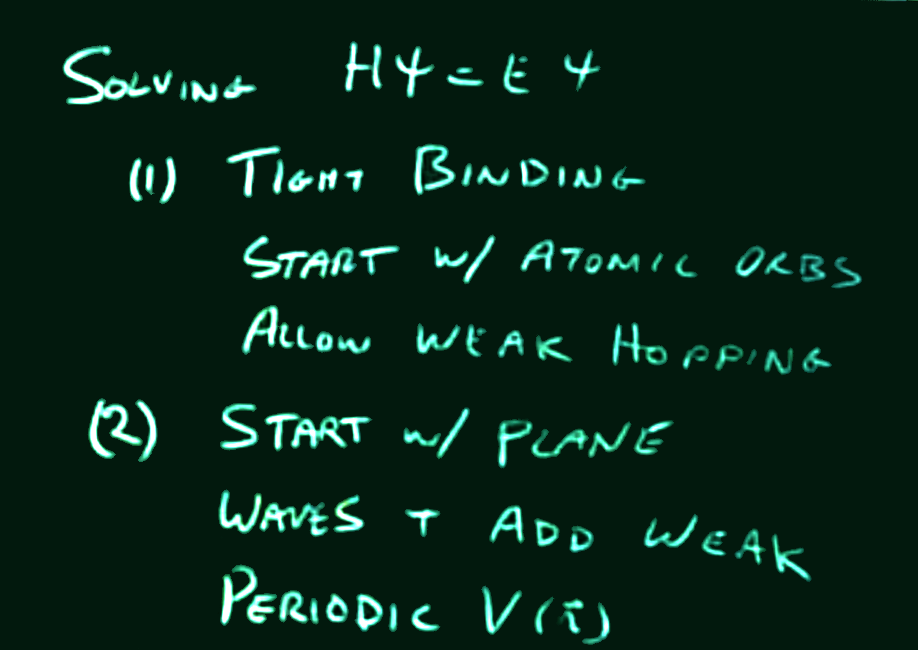 SOLVING Hψ = Eψ
(1) TIGHT BINDING
START w/ ATOMIC ORBS
ALLOW WEAK HOPPING
(2) START w/ PLANE
WAVES + ADD WEAK
PERIODIC V(r⃗)